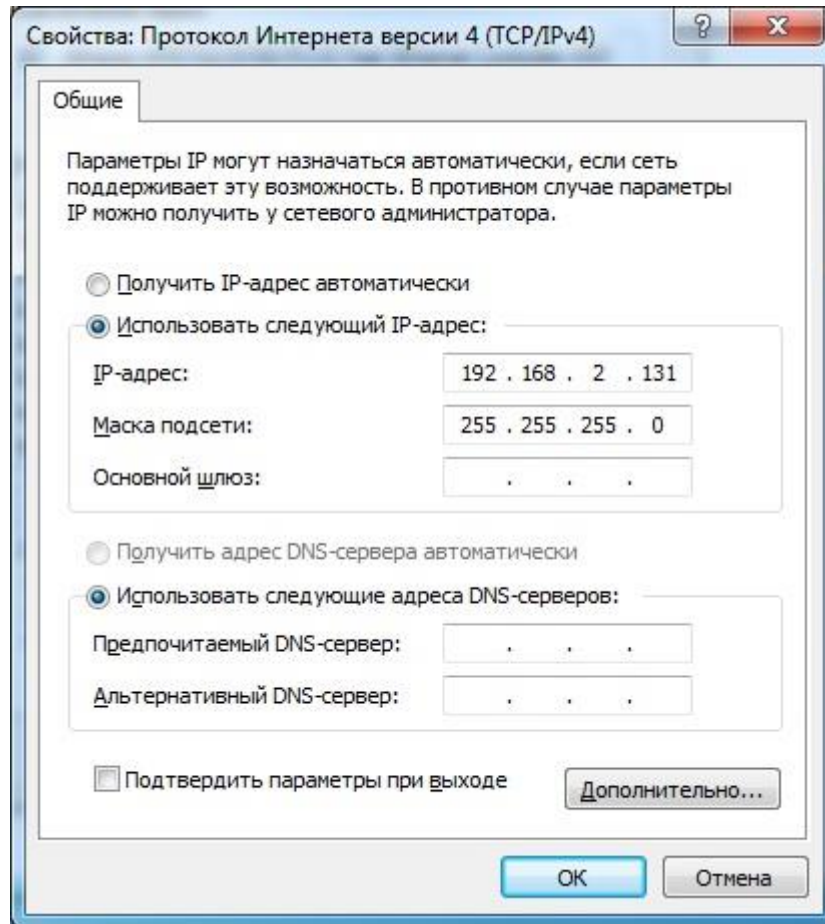 Свойства: Протокол Интернета версии 4 (TCP/IPv4)
Общие
Параметры IP могут назначаться автоматически, если сеть
поддерживает эту возможность. В противном случае параметры
IP можно получить у сетевого администратора.
Получить IP-адрес автоматически
Использовать следующий IP-адрес:
IP-адрес: 192 . 168 . 2 . 131
Маска подсети: 255 . 255 . 255 . 0
Основной шлюз: . . .
Получить адрес DNS-сервера автоматически
Использовать следующие адреса DNS-серверов:
Предпочитаемый DNS-сервер: . . .
Альтернативный DNS-сервер: . . .
Подтвердить параметры при выходе
Дополнительно...
OK Отмена